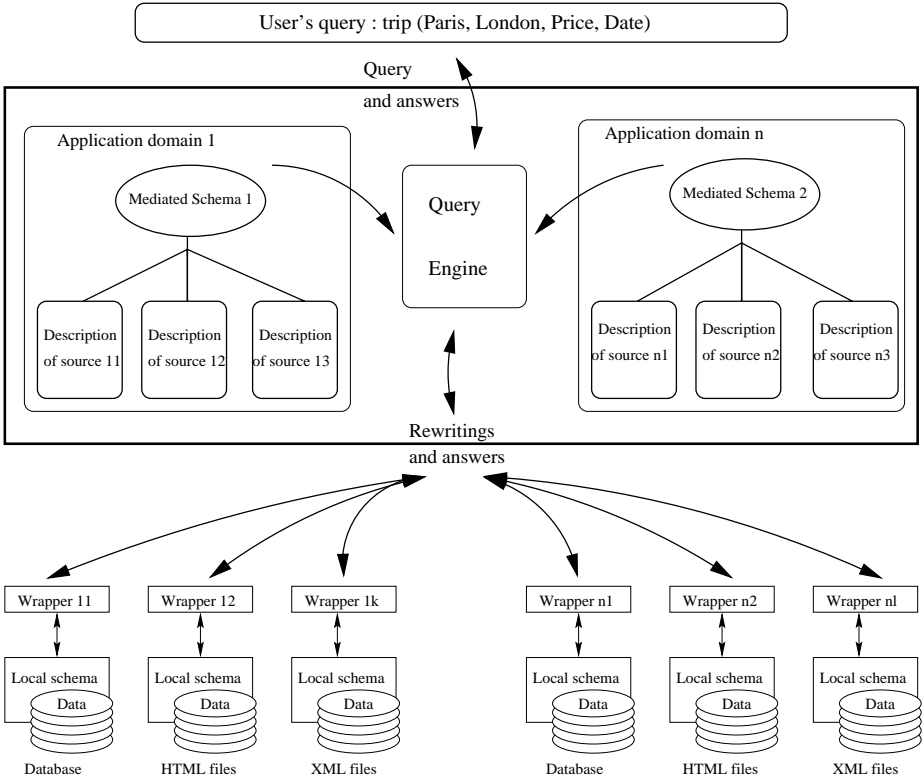 User's query : trip (Paris, London, Price, Date)
Query
and answers
Application domain 1
Application domain n
Mediated Schema 1
Mediated Schema 2
Query
Engine
Description
of source 11
Description
of source 12
Description
of source 13
Description
of source n1
Description
of source n2
Description
of source n3
Rewritings
and answers
Wrapper 11
Wrapper 12
Wrapper 1k
Wrapper n1
Wrapper n2
Wrapper nl
Local schema
Local schema
Local schema
Local schema
Local schema
Local schema
Data
Data
Data
Data
Data
Data
Database
HTML files
XML files
Database
HTML files
XML files